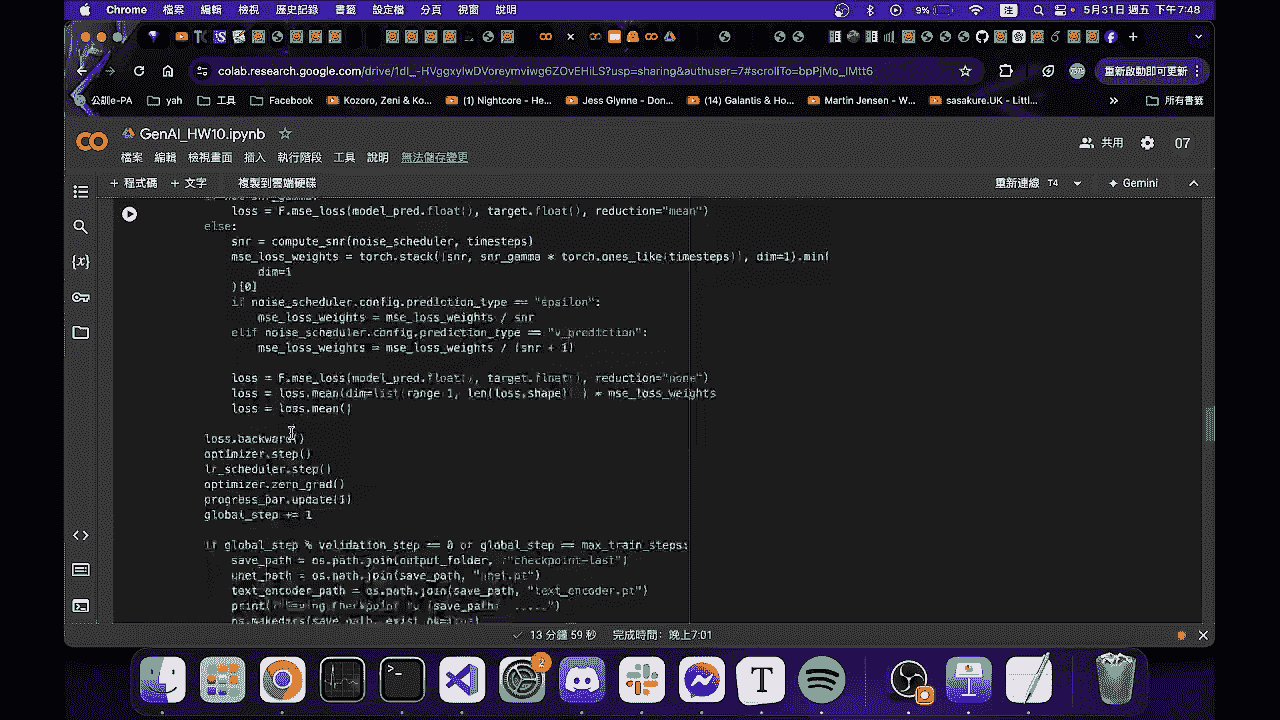 Chrome 檔案 編輯 檢視 歷史記錄 書籤 設定檔 分頁 視窗 說明 9% 注 5月31日 週五 下午7:48
colab.research.google.com/drive/1dI_-HVggxyIwDVoreymviwg6ZOvEHiLS?usp=sharing&authuser=7#scrollTo=bpPjMo_IMtt6 重新啟動即可更新
公司e-PA yah 工具 Facebook Kozoro, Zeni & Ko... (1) Nightcore - He... Jess Glynne - Don... (14) Galantis & Ho... Martin Jensen - W... sasakure.UK - Littl... » 所有書籤
GenAI_HW10.ipynb
檔案 編輯 檢視畫面 插入 執行階段 工具 說明 無法儲存變更 共用 07
+ 程式碼 + 文字 複製到雲端硬碟 重新連線 T4 Gemini
loss = F.mse_loss(model_pred.float(), target.float(), reduction="mean")
else:
snr = compute_snr(noise_scheduler, timesteps)
mse_loss_weights = torch.stack([snr, snr_gamma * torch.ones_like(timesteps)], dim=1).min(
dim=1
)[0]
if noise_scheduler.config.prediction_type == "epsilon":
mse_loss_weights = mse_loss_weights / snr
elif noise_scheduler.config.prediction_type == "v_prediction":
mse_loss_weights = mse_loss_weights / (snr + 1)
loss = F.mse_loss(model_pred.float(), target.float(), reduction="none")
loss = loss.mean(dim=list(range(1, len(loss.shape)))) * mse_loss_weights
loss = loss.mean()
loss.backward()
optimizer.step()
lr_scheduler.step()
optimizer.zero_grad()
progress_bar.update(1)
global_step += 1
if global_step % validation_step == 0 or global_step == max_train_steps:
save_path = os.path.join(output_folder, "checkpoint-last")
unet_path = os.path.join(save_path, "unet.pt")
text_encoder_path = os.path.join(save_path, "text_encoder.pt")
13 分鐘 59 秒 完成時間：晚上7:01
2